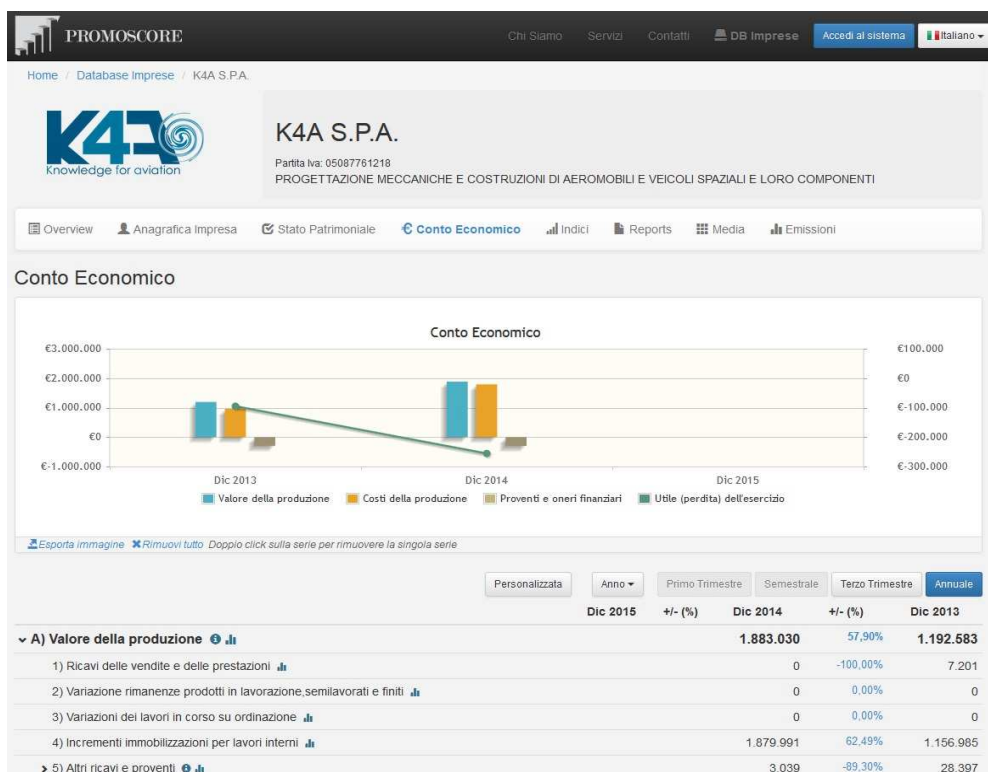 PROMOSCORE
Chi Siamo Servizi Contatti DB Imprese Accedi al sistema Italiano
Home / Database Imprese / K4A S.P.A.
K4A
Knowledge for aviation
K4A S.P.A.
Partita Iva: 05087761218
PROGETTAZIONE MECCANICHE E COSTRUZIONI DI AEROMOBILI E VEICOLI SPAZIALI E LORO COMPONENTI
Overview Anagrafica Impresa Stato Patrimoniale € Conto Economico Indici Reports Media Emissioni
Conto Economico
Conto Economico
€3.000.000 €100.000
€2.000.000 €0
€1.000.000 €-100.000
€0 €-200.000
€-1.000.000 €-300.000
Dic 2013 Dic 2014 Dic 2015
Valore della produzione Costi della produzione Proventi e oneri finanziari Utile (perdita) dell'esercizio
Esporta immagine Rimuovi tutto Doppio click sulla serie per rimuovere la singola serie
Personalizzata Anno Primo Trimestre Semestrale Terzo Trimestre Annuale
Dic 2015 +/- (%) Dic 2014 +/- (%) Dic 2013
A) Valore della produzione 1.883.030 57,90% 1.192.583
1) Ricavi delle vendite e delle prestazioni 0 -100,00% 7.201
2) Variazione rimanenze prodotti in lavorazione,semilavorati e finiti 0 0,00% 0
3) Variazioni dei lavori in corso su ordinazione 0 0,00% 0
4) Incrementi immobilizzazioni per lavori interni 1.879.991 62,49% 1.156.985
5) Altri ricavi e proventi 3.039 -89,30% 28.397